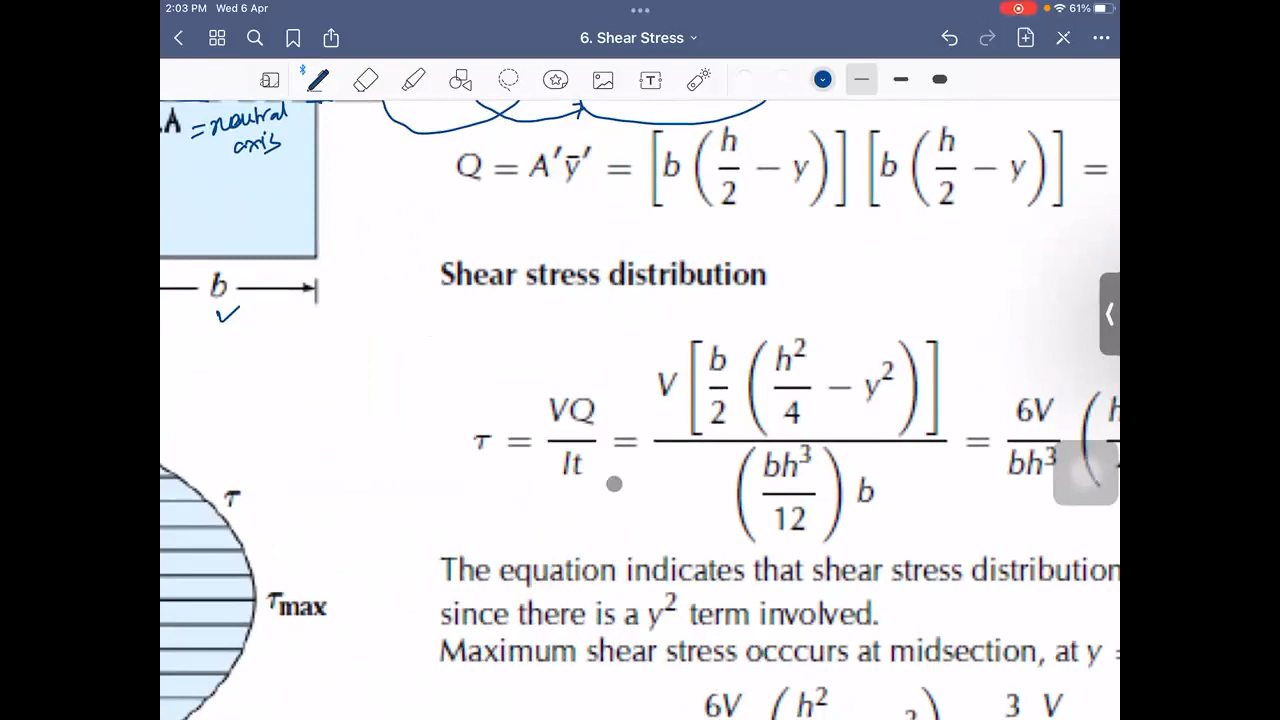 2:03 PM Wed 6 Apr
61%
6. Shear Stress
.A = neutral
axis
Q = A′ȳ′ = [b (h/2 − y)] [b (h/2 − y)] =
b
Shear stress distribution
τ = VQ/It = V [b/2 (h²/4 − y²)] / (bh³/12) b = 6V/bh³ (
τ
τmax
The equation indicates that shear stress distribution
since there is a y² term involved.
Maximum shear stress occcurs at midsection, at y =
6V ( h² 3 V